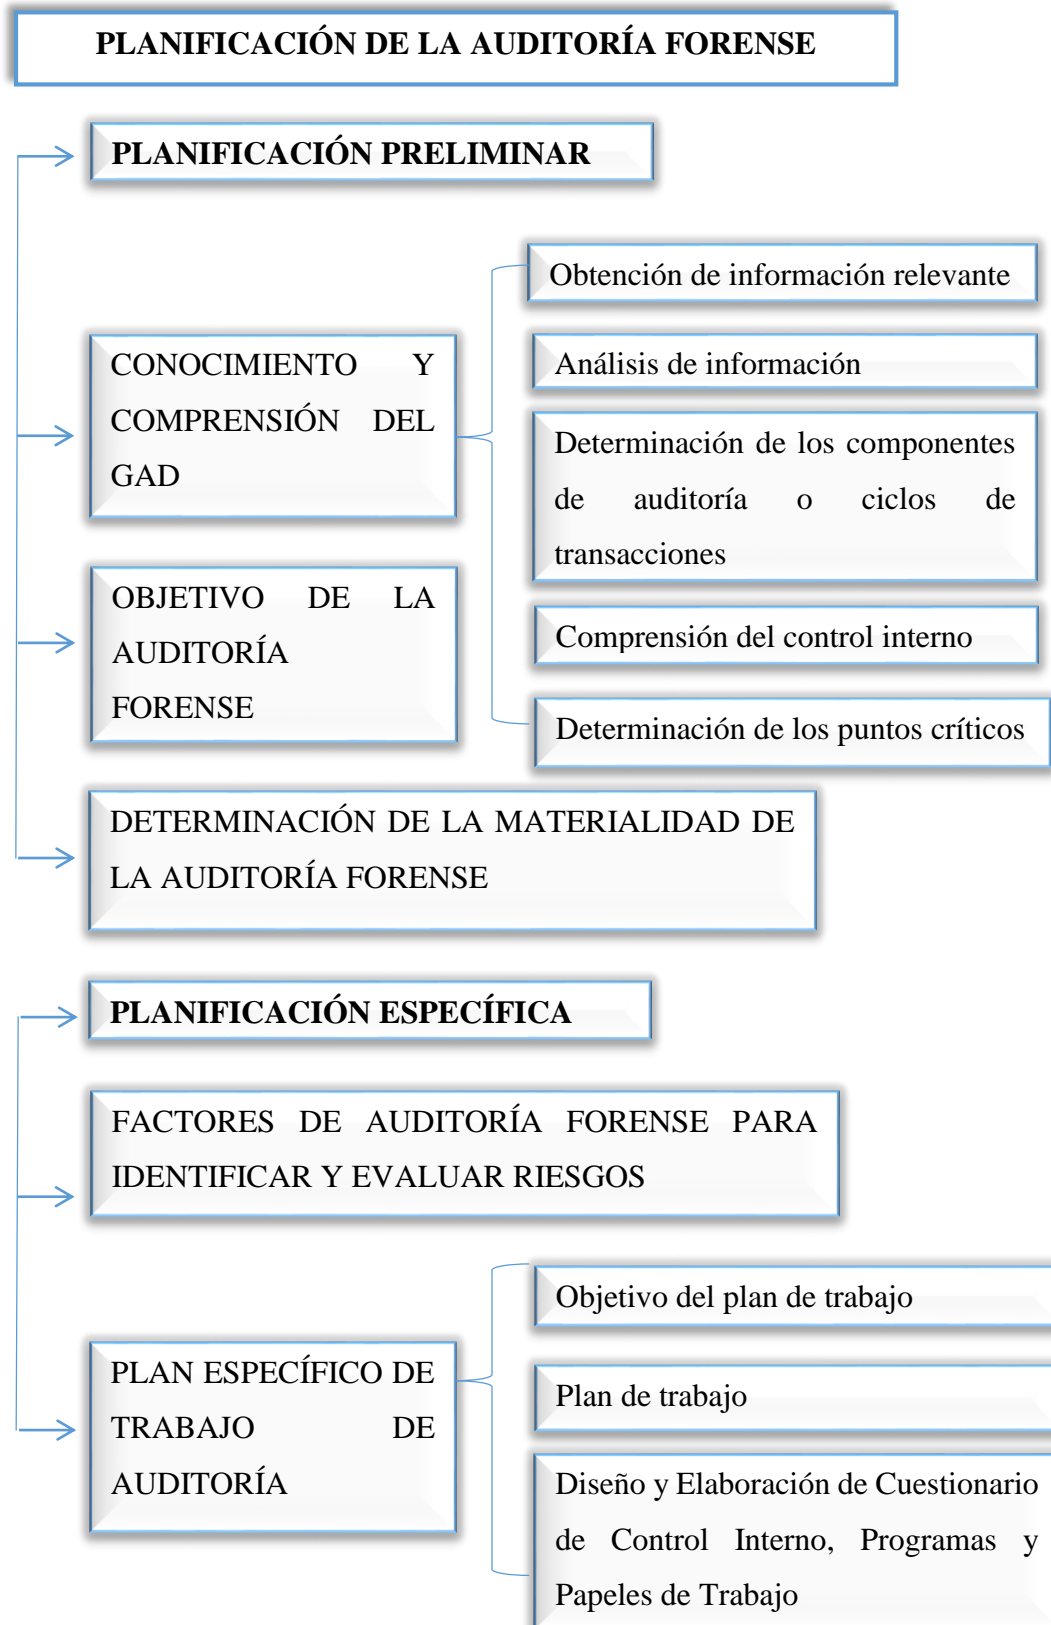 PLANIFICACIÓN DE LA AUDITORÍA FORENSE
PLANIFICACIÓN PRELIMINAR
CONOCIMIENTO Y
COMPRENSIÓN DEL
GAD
Obtención de información relevante
Análisis de información
Determinación de los componentes
de auditoría o ciclos de
transacciones
Comprensión del control interno
Determinación de los puntos críticos
OBJETIVO DE LA
AUDITORÍA
FORENSE
DETERMINACIÓN DE LA MATERIALIDAD DE
LA AUDITORÍA FORENSE
PLANIFICACIÓN ESPECÍFICA
FACTORES DE AUDITORÍA FORENSE PARA
IDENTIFICAR Y EVALUAR RIESGOS
PLAN ESPECÍFICO DE
TRABAJO DE
AUDITORÍA
Objetivo del plan de trabajo
Plan de trabajo
Diseño y Elaboración de Cuestionario
de Control Interno, Programas y
Papeles de Trabajo